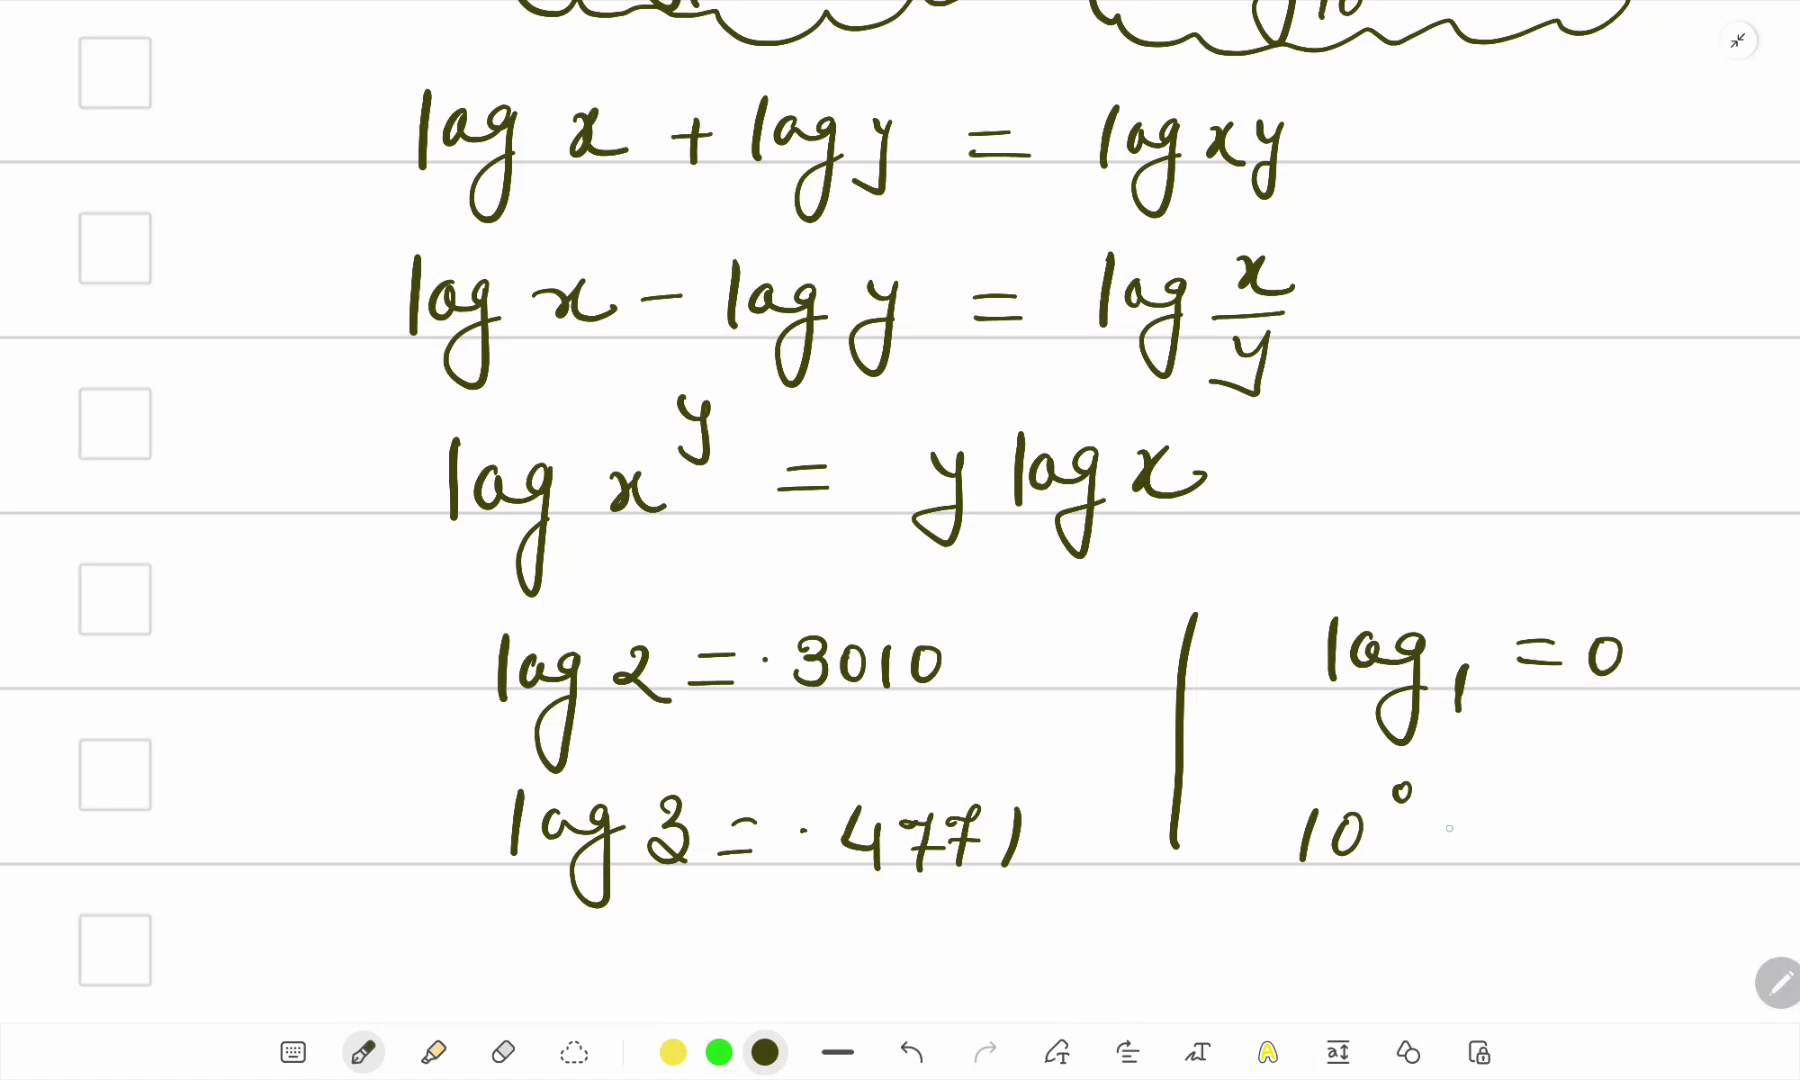 10
log x + log y = log xy
log x - log y = log x/y
log x^y = y log x
log 2 = .3010
log 3 = .4771
log 1 = 0
10^0